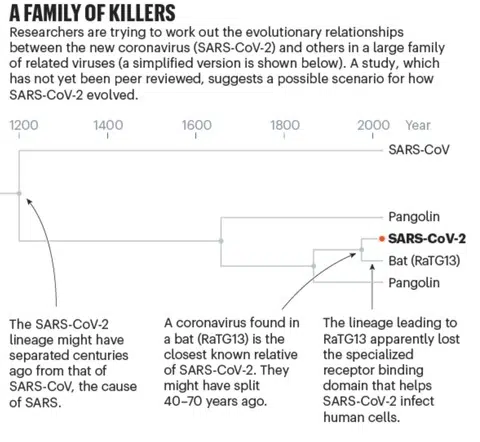 A FAMILY OF KILLERS
Researchers are trying to work out the evolutionary relationships
between the new coronavirus (SARS-CoV-2) and others in a large family
of related viruses (a simplified version is shown below). A study, which
has not yet been peer reviewed, suggests a possible scenario for how
SARS-CoV-2 evolved.
1200 1400 1600 1800 2000 Year
SARS-CoV
Pangolin
SARS-CoV-2
Bat (RaTG13)
Pangolin
The SARS-CoV-2
lineage might have
separated centuries
ago from that of
SARS-CoV, the cause
of SARS.
A coronavirus found in
a bat (RaTG13) is the
closest known relative
of SARS-CoV-2. They
might have split
40–70 years ago.
The lineage leading to
RaTG13 apparently lost
the specialized
receptor binding
domain that helps
SARS-CoV-2 infect
human cells.